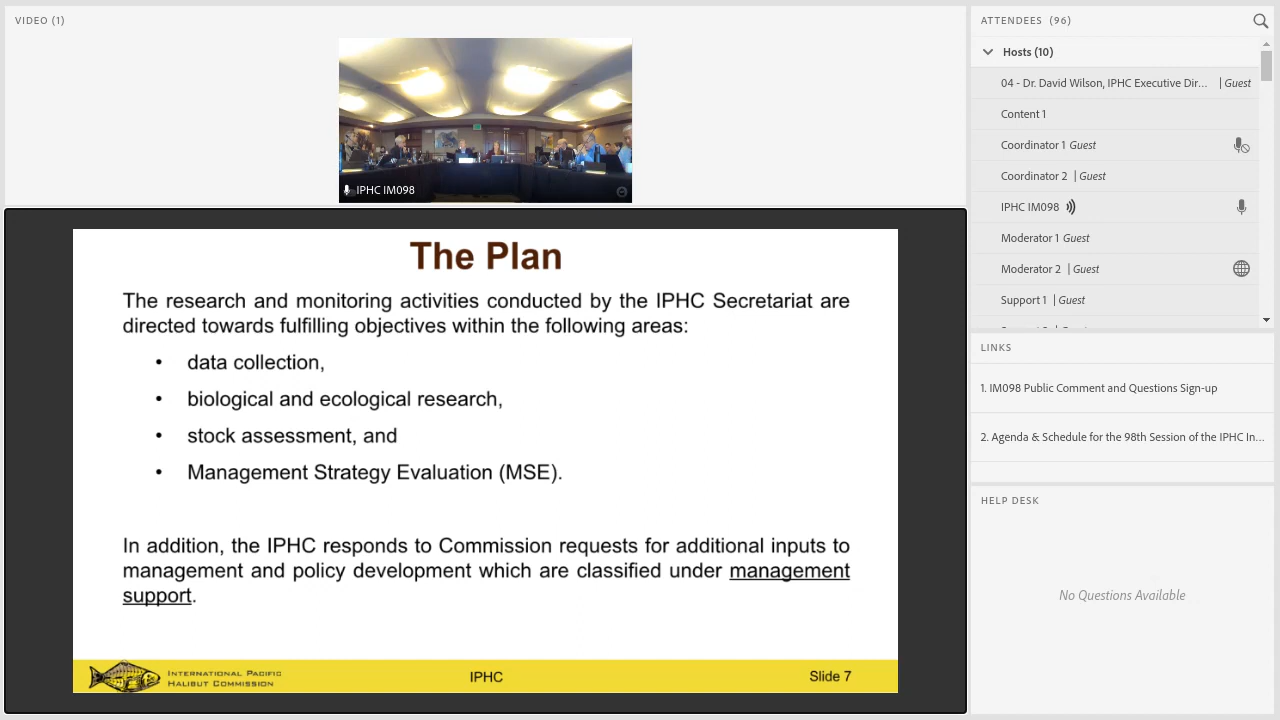 VIDEO (1)
IPHC IM098
The Plan
The research and monitoring activities conducted by the IPHC Secretariat are
directed towards fulfilling objectives within the following areas:
• data collection,
• biological and ecological research,
• stock assessment, and
• Management Strategy Evaluation (MSE).
In addition, the IPHC responds to Commission requests for additional inputs to
management and policy development which are classified under management
support.
INTERNATIONAL PACIFIC
HALIBUT COMMISSION
IPHC
Slide 7
ATTENDEES (96)
Hosts (10)
04 - Dr. David Wilson, IPHC Executive Dir... | Guest
Content 1
Coordinator 1 Guest
Coordinator 2 | Guest
IPHC IM098
Moderator 1 Guest
Moderator 2 | Guest
Support 1 | Guest
LINKS
1. IM098 Public Comment and Questions Sign-up
2. Agenda & Schedule for the 98th Session of the IPHC In...
HELP DESK
No Questions Available